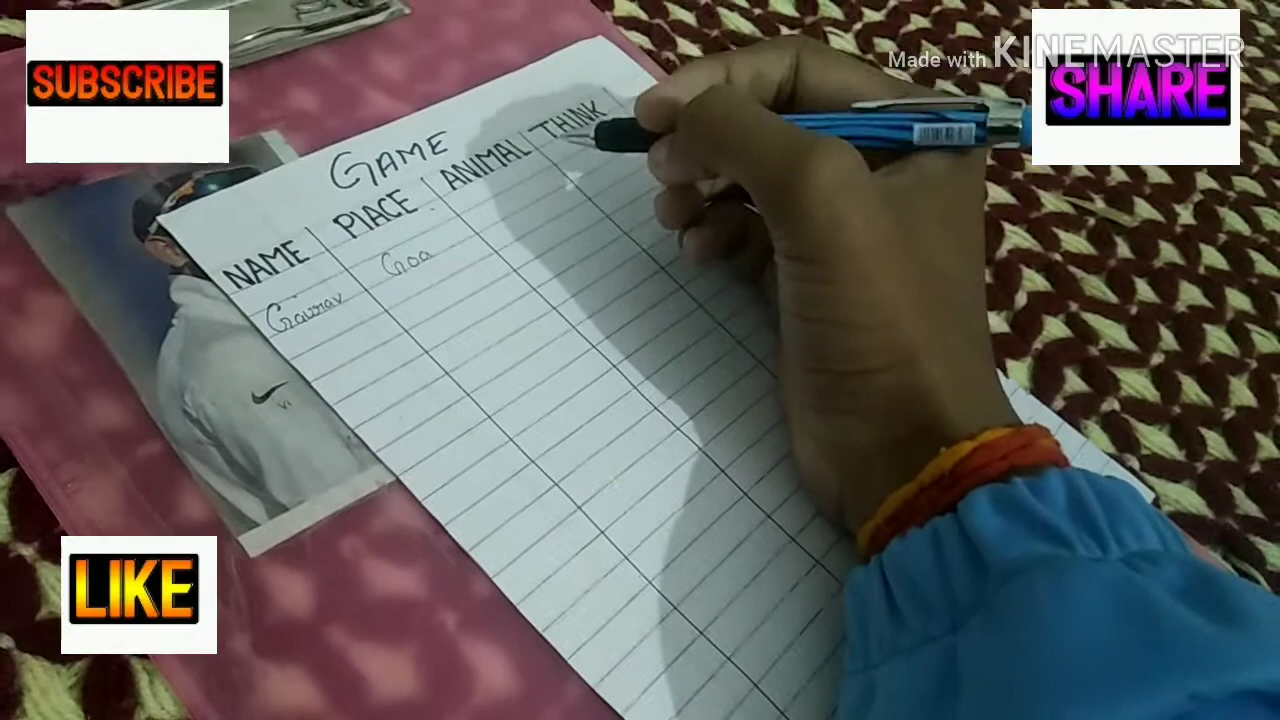 SUBSCRIBE
Made with KINEMASTER
SHARE
GAME
NAME PlACE ANIMAL THINK
Gaurav Goa
LIKE